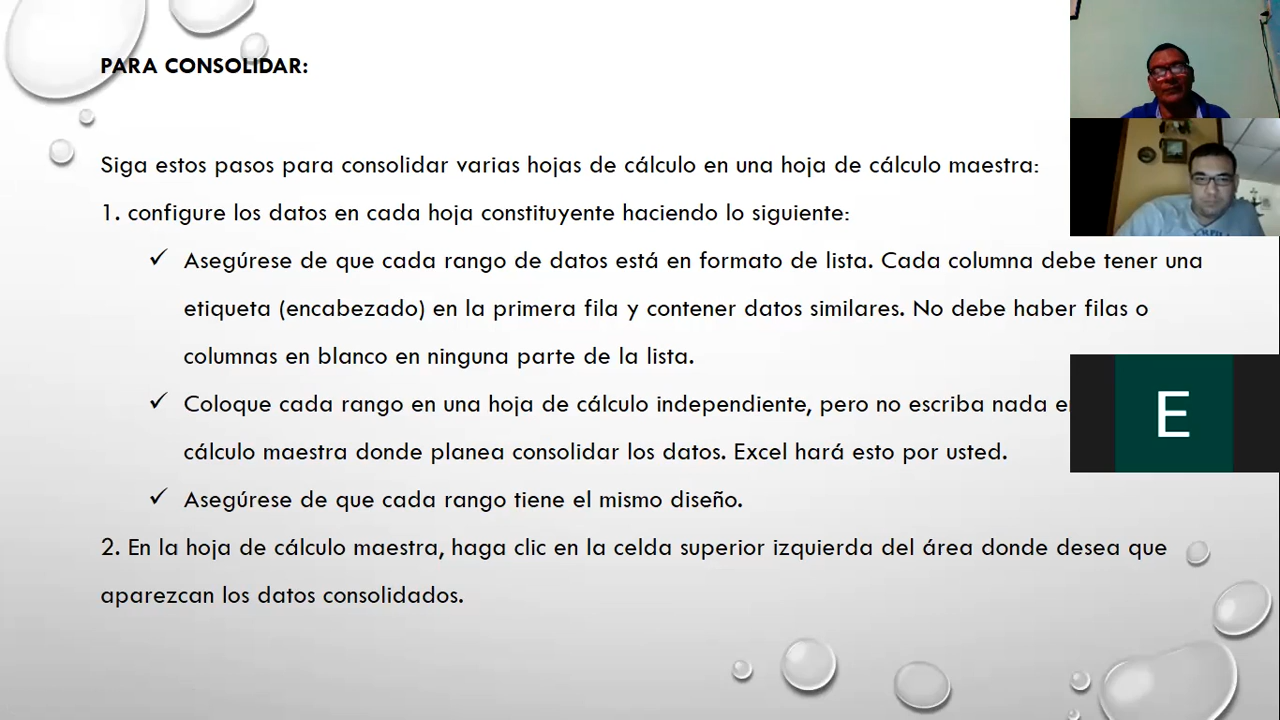 PARA CONSOLIDAR:
Siga estos pasos para consolidar varias hojas de cálculo en una hoja de cálculo maestra:
1. configure los datos en cada hoja constituyente haciendo lo siguiente:
✓ Asegúrese de que cada rango de datos está en formato de lista. Cada columna debe tener una
etiqueta (encabezado) en la primera fila y contener datos similares. No debe haber filas o
columnas en blanco en ninguna parte de la lista.
✓ Coloque cada rango en una hoja de cálculo independiente, pero no escriba nada
cálculo maestra donde planea consolidar los datos. Excel hará esto por usted.
✓ Asegúrese de que cada rango tiene el mismo diseño.
2. En la hoja de cálculo maestra, haga clic en la celda superior izquierda del área donde desea que
aparezcan los datos consolidados.
E